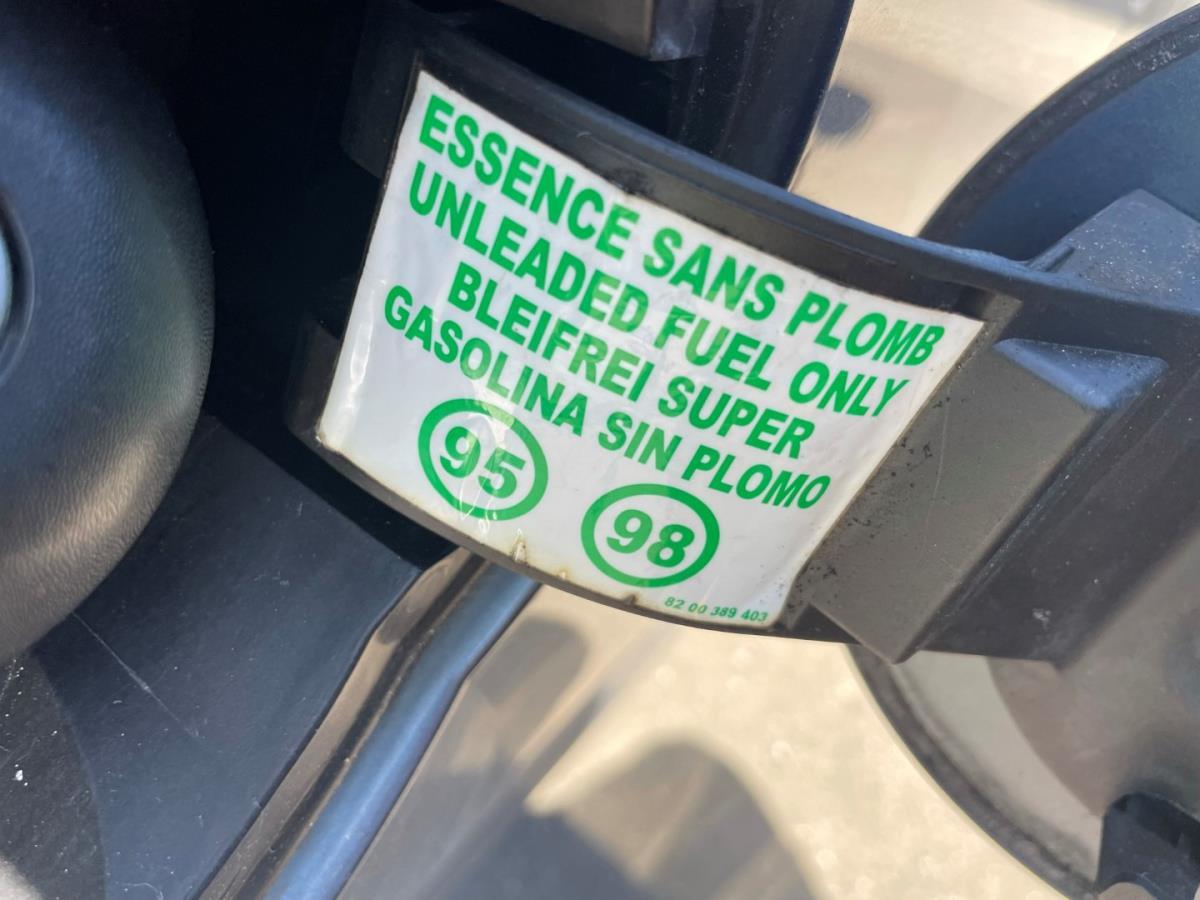 ESSENCE SANS PLOMB
UNLEADED FUEL ONLY
BLEIFREI SUPER
GASOLINA SIN PLOMO
95 98
82 00 389 403